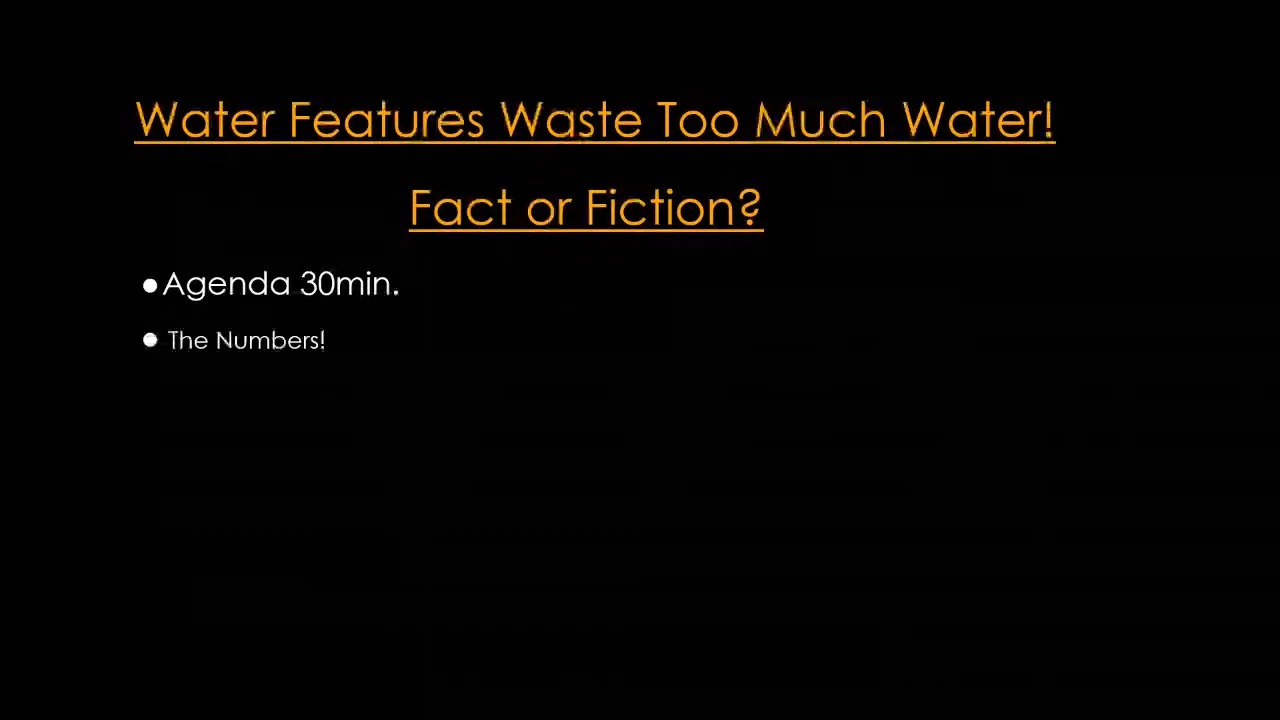 Water Features Waste Too Much Water!
Fact or Fiction?
●Agenda 30min.
● The Numbers!